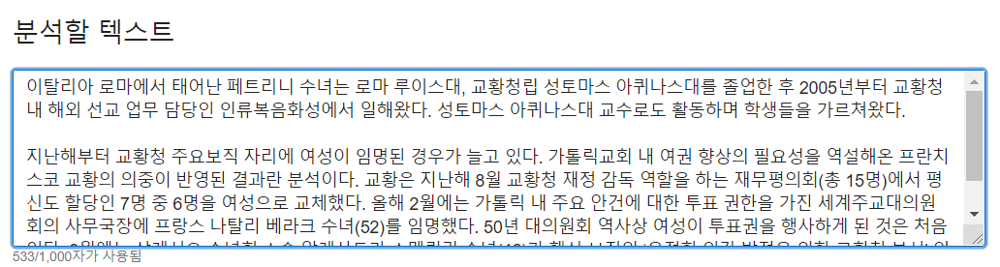 분석할 텍스트
이탈리아 로마에서 태어난 페트리니 수녀는 로마 루이스대, 교황청립 성토마스 아퀴나스대를 졸업한 후 2005년부터 교황청
내 해외 선교 업무 담당인 인류복음화성에서 일해왔다. 성토마스 아퀴나스대 교수로도 활동하며 학생들을 가르쳐왔다.
지난해부터 교황청 주요보직 자리에 여성이 임명된 경우가 늘고 있다. 가톨릭교회 내 여권 향상의 필요성을 역설해온 프란치
스코 교황의 의중이 반영된 결과란 분석이다. 교황은 지난해 8월 교황청 재정 감독 역할을 하는 재무평의회(총 15명)에서 평
신도 할당인 7명 중 6명을 여성으로 교체했다. 올해 2월에는 가톨릭 내 주요 안건에 대한 투표 권한을 가진 세계주교대의원
회의 사무국장에 프랑스 나탈리 베라크 수녀(52)를 임명했다. 50년 대의원회 역사상 여성이 투표권을 행사하게 된 것은 처음
533/1,000자가 사용됨